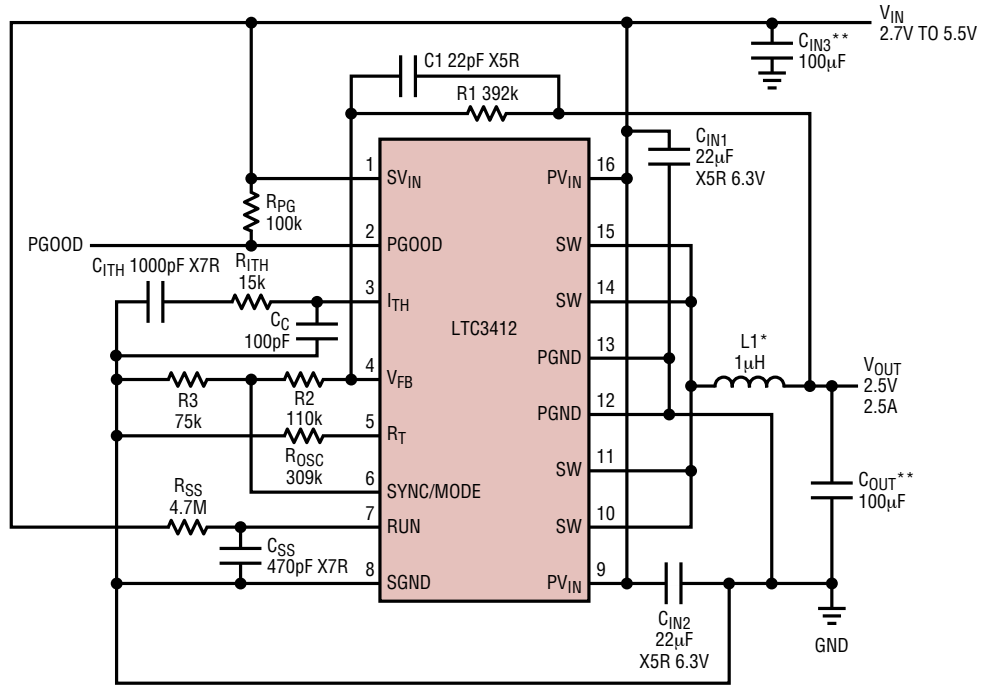 VIN
2.7V TO 5.5V
CIN3**
100µF
C1 22pF X5R
R1 392k
CIN1
22µF
X5R 6.3V
1
SVIN
16
PVIN
RPG
100k
PGOOD
2
PGOOD
15
SW
CITH 1000pF X7R
RITH
15k
3
ITH
14
SW
CC
100pF
LTC3412
13
PGND
L1*
1µH
VOUT
2.5V
2.5A
4
VFB
R3
75k
R2
110k
12
PGND
5
RT
ROSC
309k
11
SW
6
SYNC/MODE
COUT**
100µF
RSS
4.7M
7
RUN
10
SW
CSS
470pF X7R
8
SGND
9
PVIN
CIN2
22µF
X5R 6.3V
GND